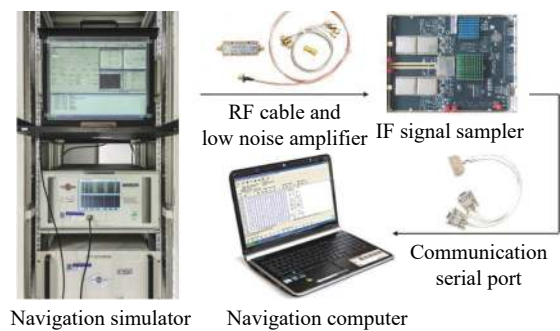 RF cable and
low noise amplifier
IF signal sampler
Communication
serial port
Navigation simulator
Navigation computer